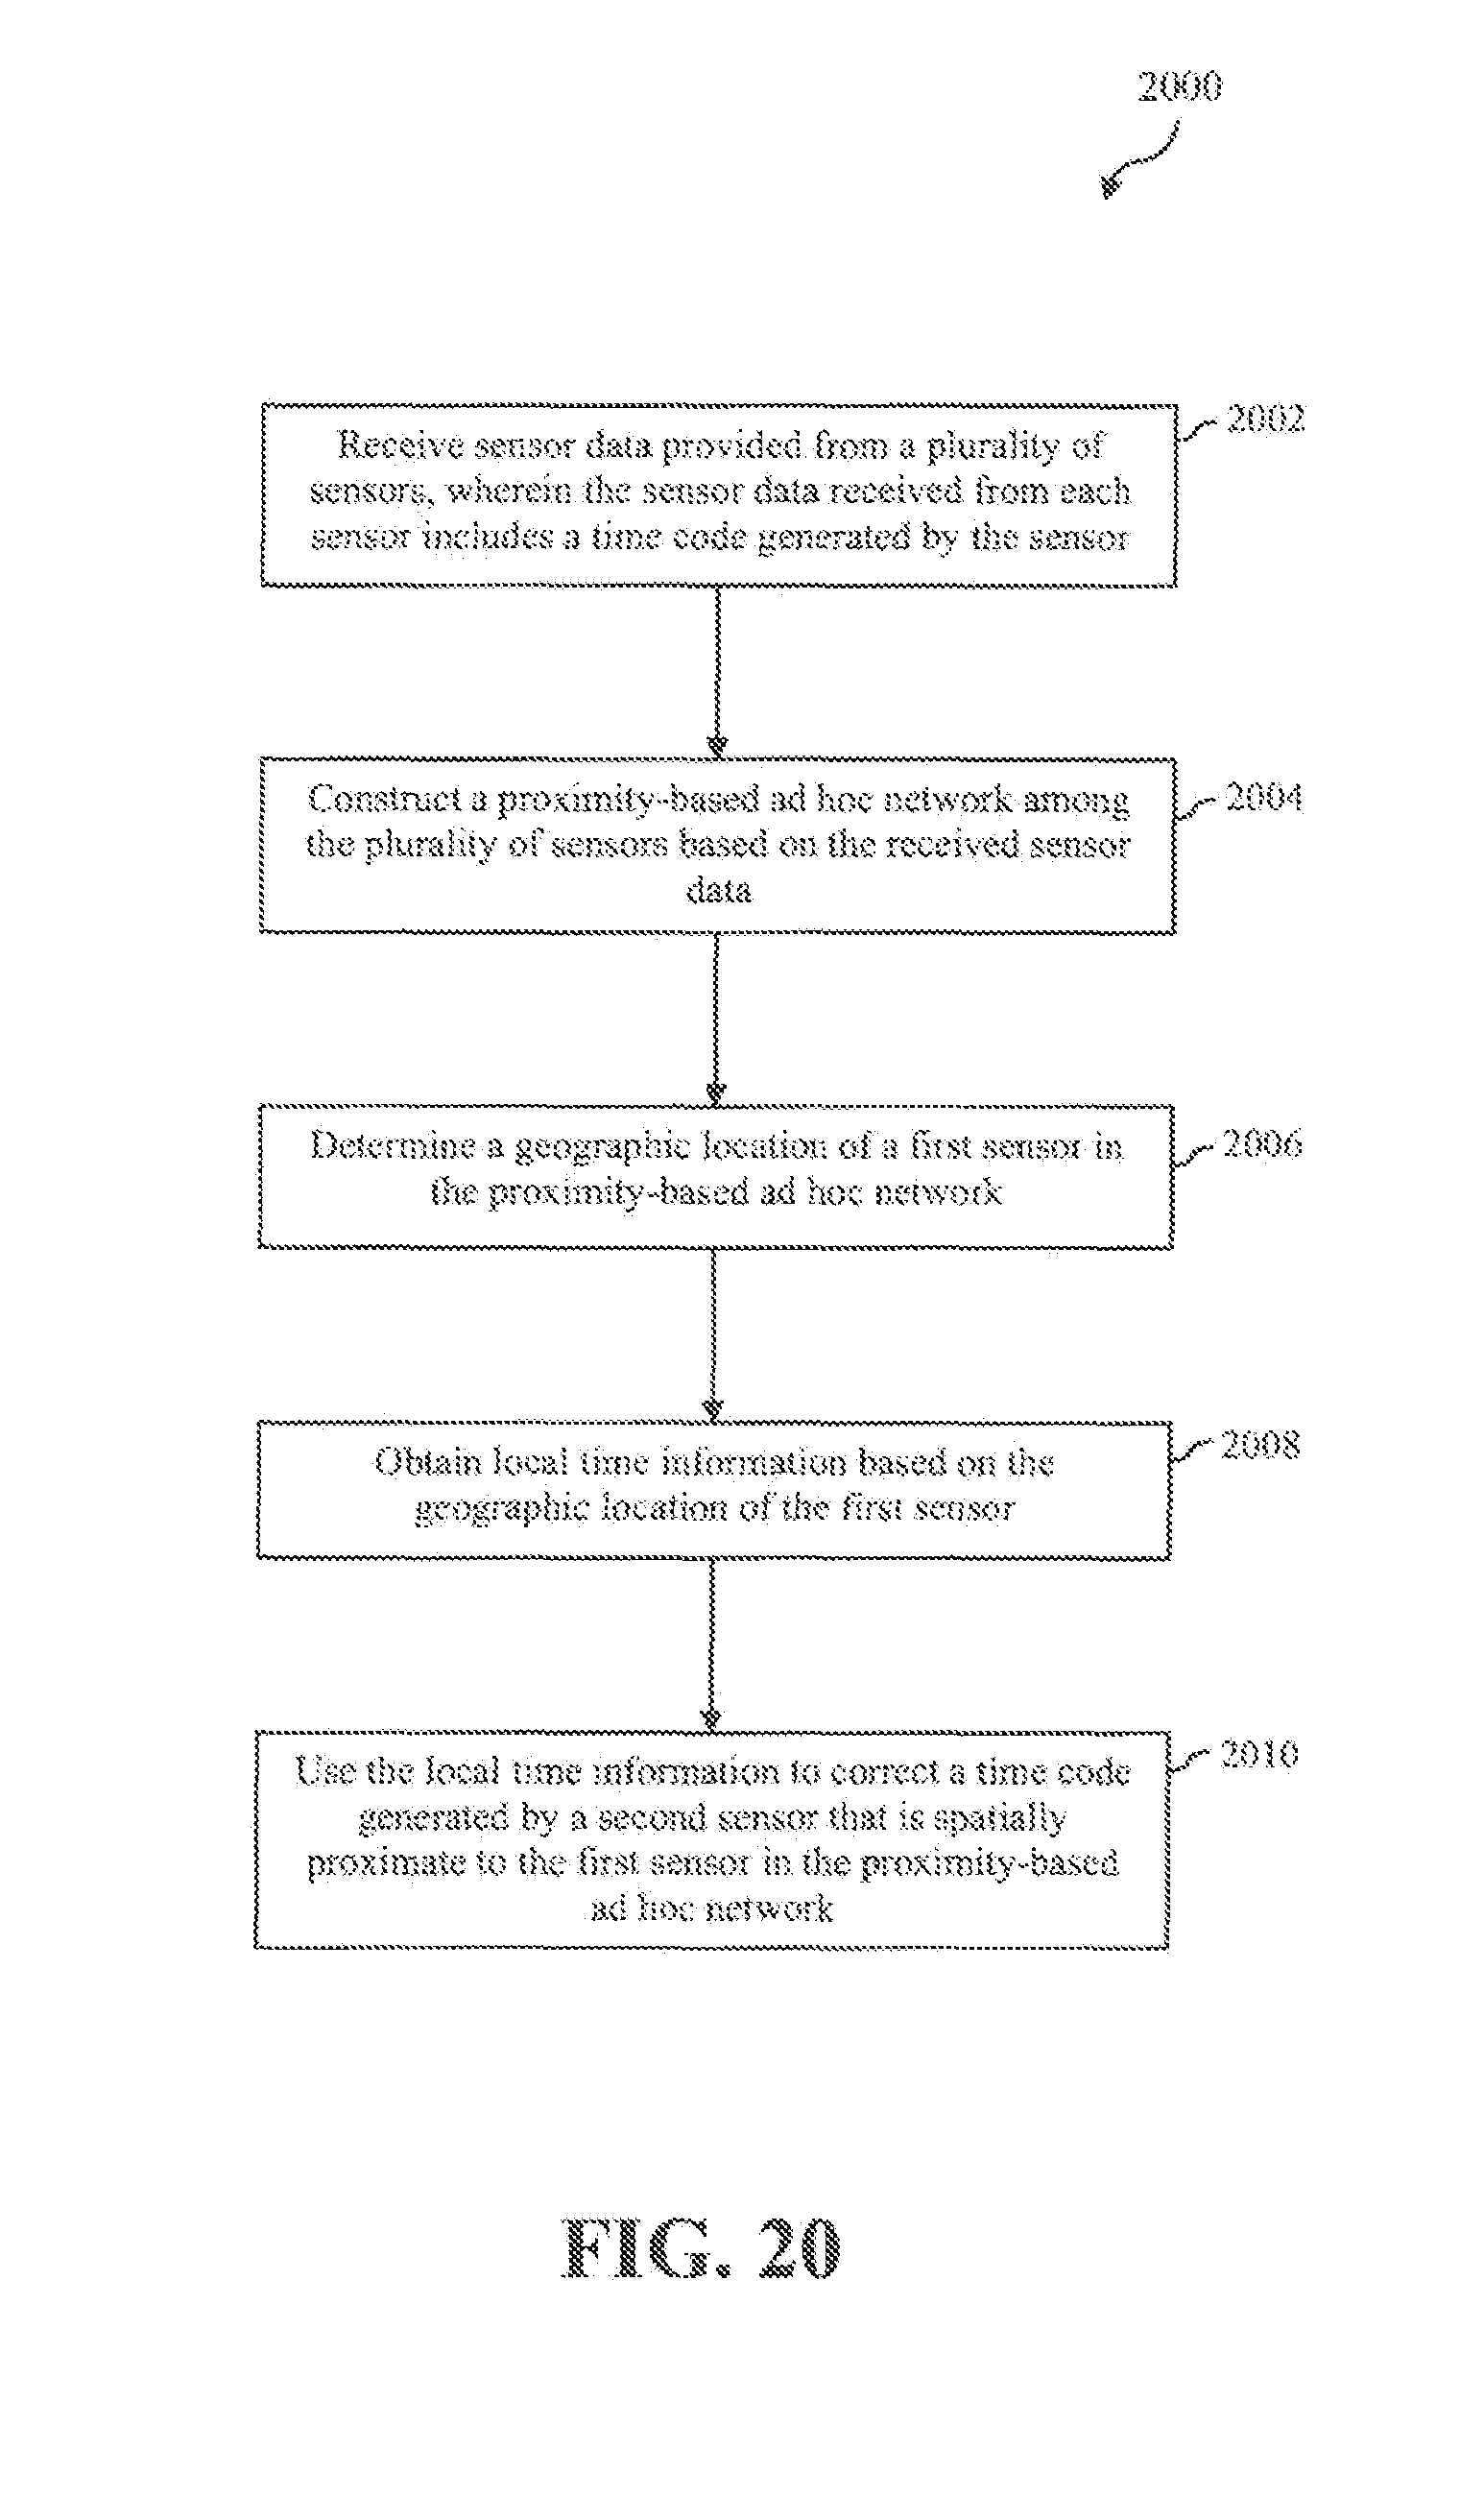 2000
Receive sensor data provided from a plurality of
2002
sensors, wherein the sensor data received from each
sensor includes a time code generated by the sensor
Construct a proximity-based ad hoc network among
2004
the plurality of sensors based on the received sensor
data
Determine a geographic location of a first sensor in
2006
the proximity-based ad hoc network
Obtain local time information based on the
2008
geographic location of the first sensor
Use the local time information to correct a time code
2010
generated by a second sensor that is spatially
proximate to the first sensor in the proximity-based
ad hoc network
FIG. 20